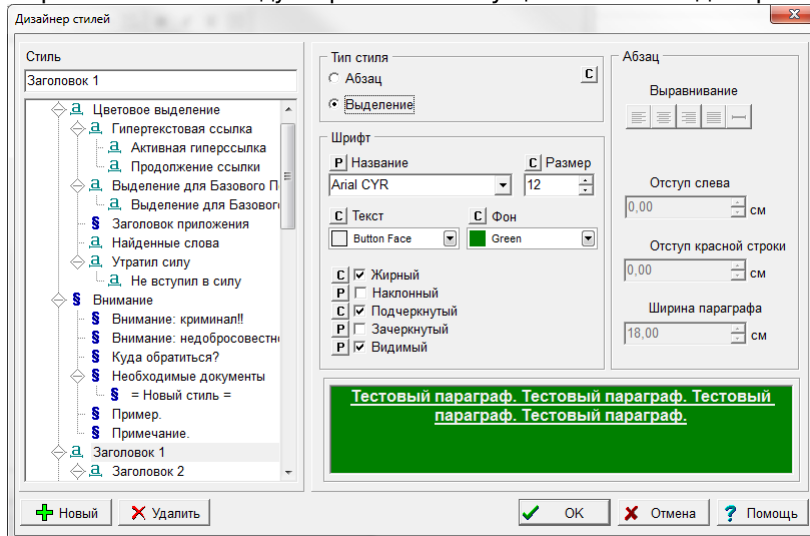 Дизайнер стилей
Стиль
Заголовок 1
Цветовое выделение
Гипертекстовая ссылка
Активная гиперссылка
Продолжение ссылки
Выделение для Базового П
Выделение для Базового
§ Заголовок приложения
Найденные слова
Утратил силу
Не вступил в силу
§ Внимание
§ Внимание: криминал!!
§ Внимание: недобросовестн
§ Куда обратиться?
§ Необходимые документы
§ = Новый стиль =
§ Пример.
§ Примечание.
Заголовок 1
Заголовок 2
Новый
Удалить
Тип стиля
Абзац
C
Выделение
Шрифт
P Название
C Размер
Arial CYR
12
C Текст
C Фон
Button Face
Green
C Жирный
P Наклонный
C Подчеркнутый
P Зачеркнутый
P Видимый
Абзац
Выравнивание
Отступ слева
0,00 см
Отступ красной строки
0,00 см
Ширина параграфа
18,00 см
Тестовый параграф. Тестовый параграф. Тестовый
параграф. Тестовый параграф.
OK
Отмена
Помощь